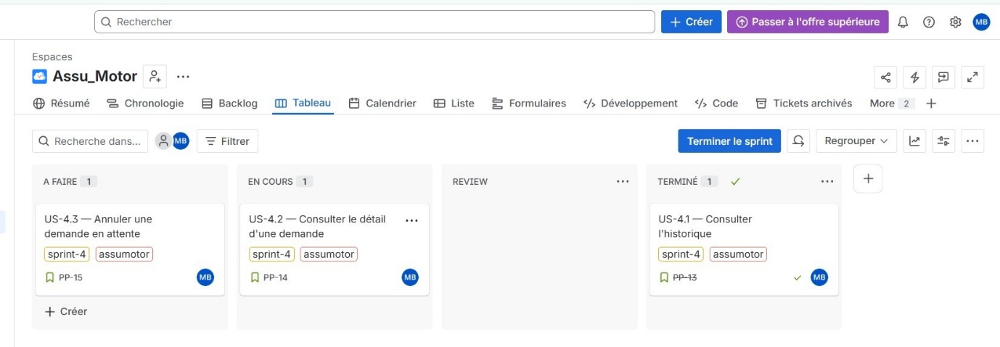 Rechercher
Créer
Passer à l'offre supérieure
MB
Espaces
Assu_Motor
Résumé
Chronologie
Backlog
Tableau
Calendrier
Liste
Formulaires
Développement
Code
Tickets archivés
More 2
Recherche dans...
MB
Filtrer
Terminer le sprint
Regrouper
A FAIRE 1
US-4.3 — Annuler une
demande en attente
sprint-4 assumotor
PP-15
MB
Créer
EN COURS 1
US-4.2 — Consulter le détail
d'une demande
sprint-4 assumotor
PP-14
MB
REVIEW
TERMINÉ 1
US-4.1 — Consulter
l'historique
sprint-4 assumotor
PP-13
MB